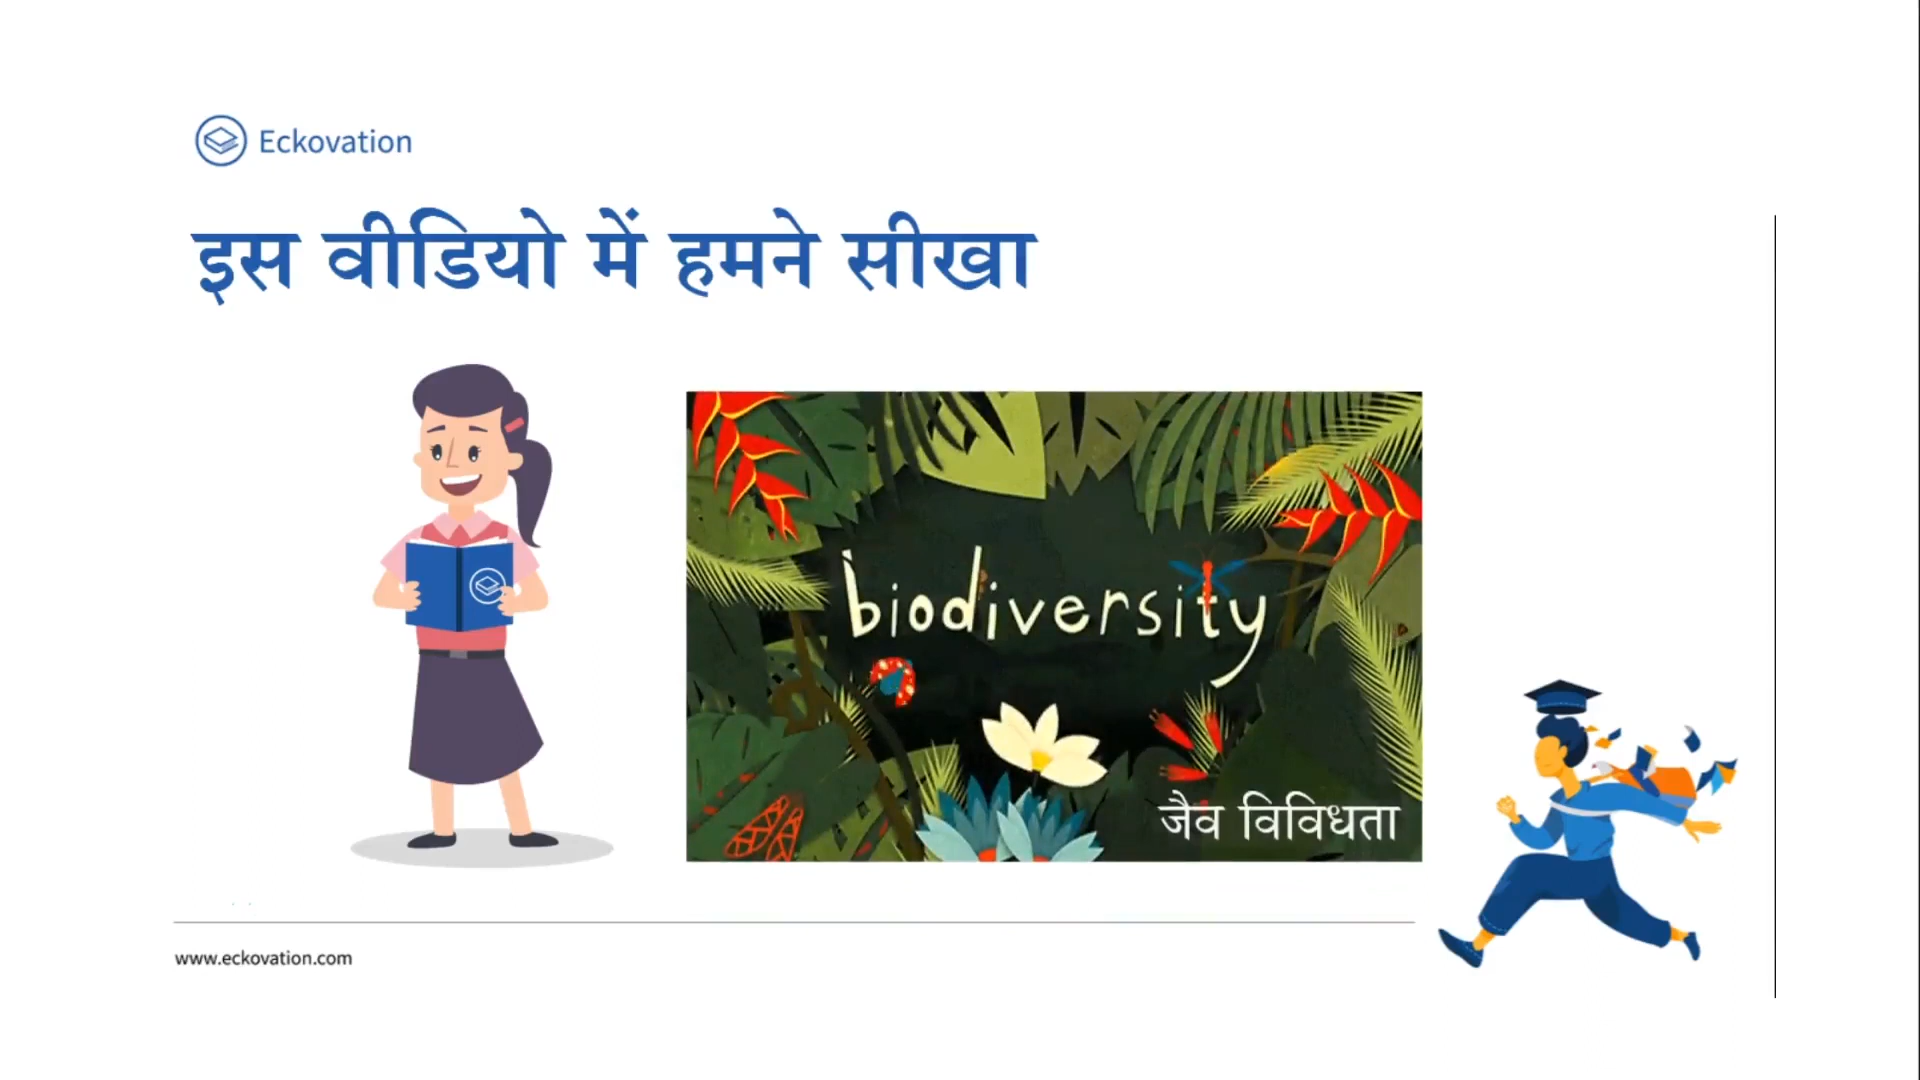 Eckovation
इस वीडियो में हमने सीखा
biodiversity
जैव विविधता
www.eckovation.com